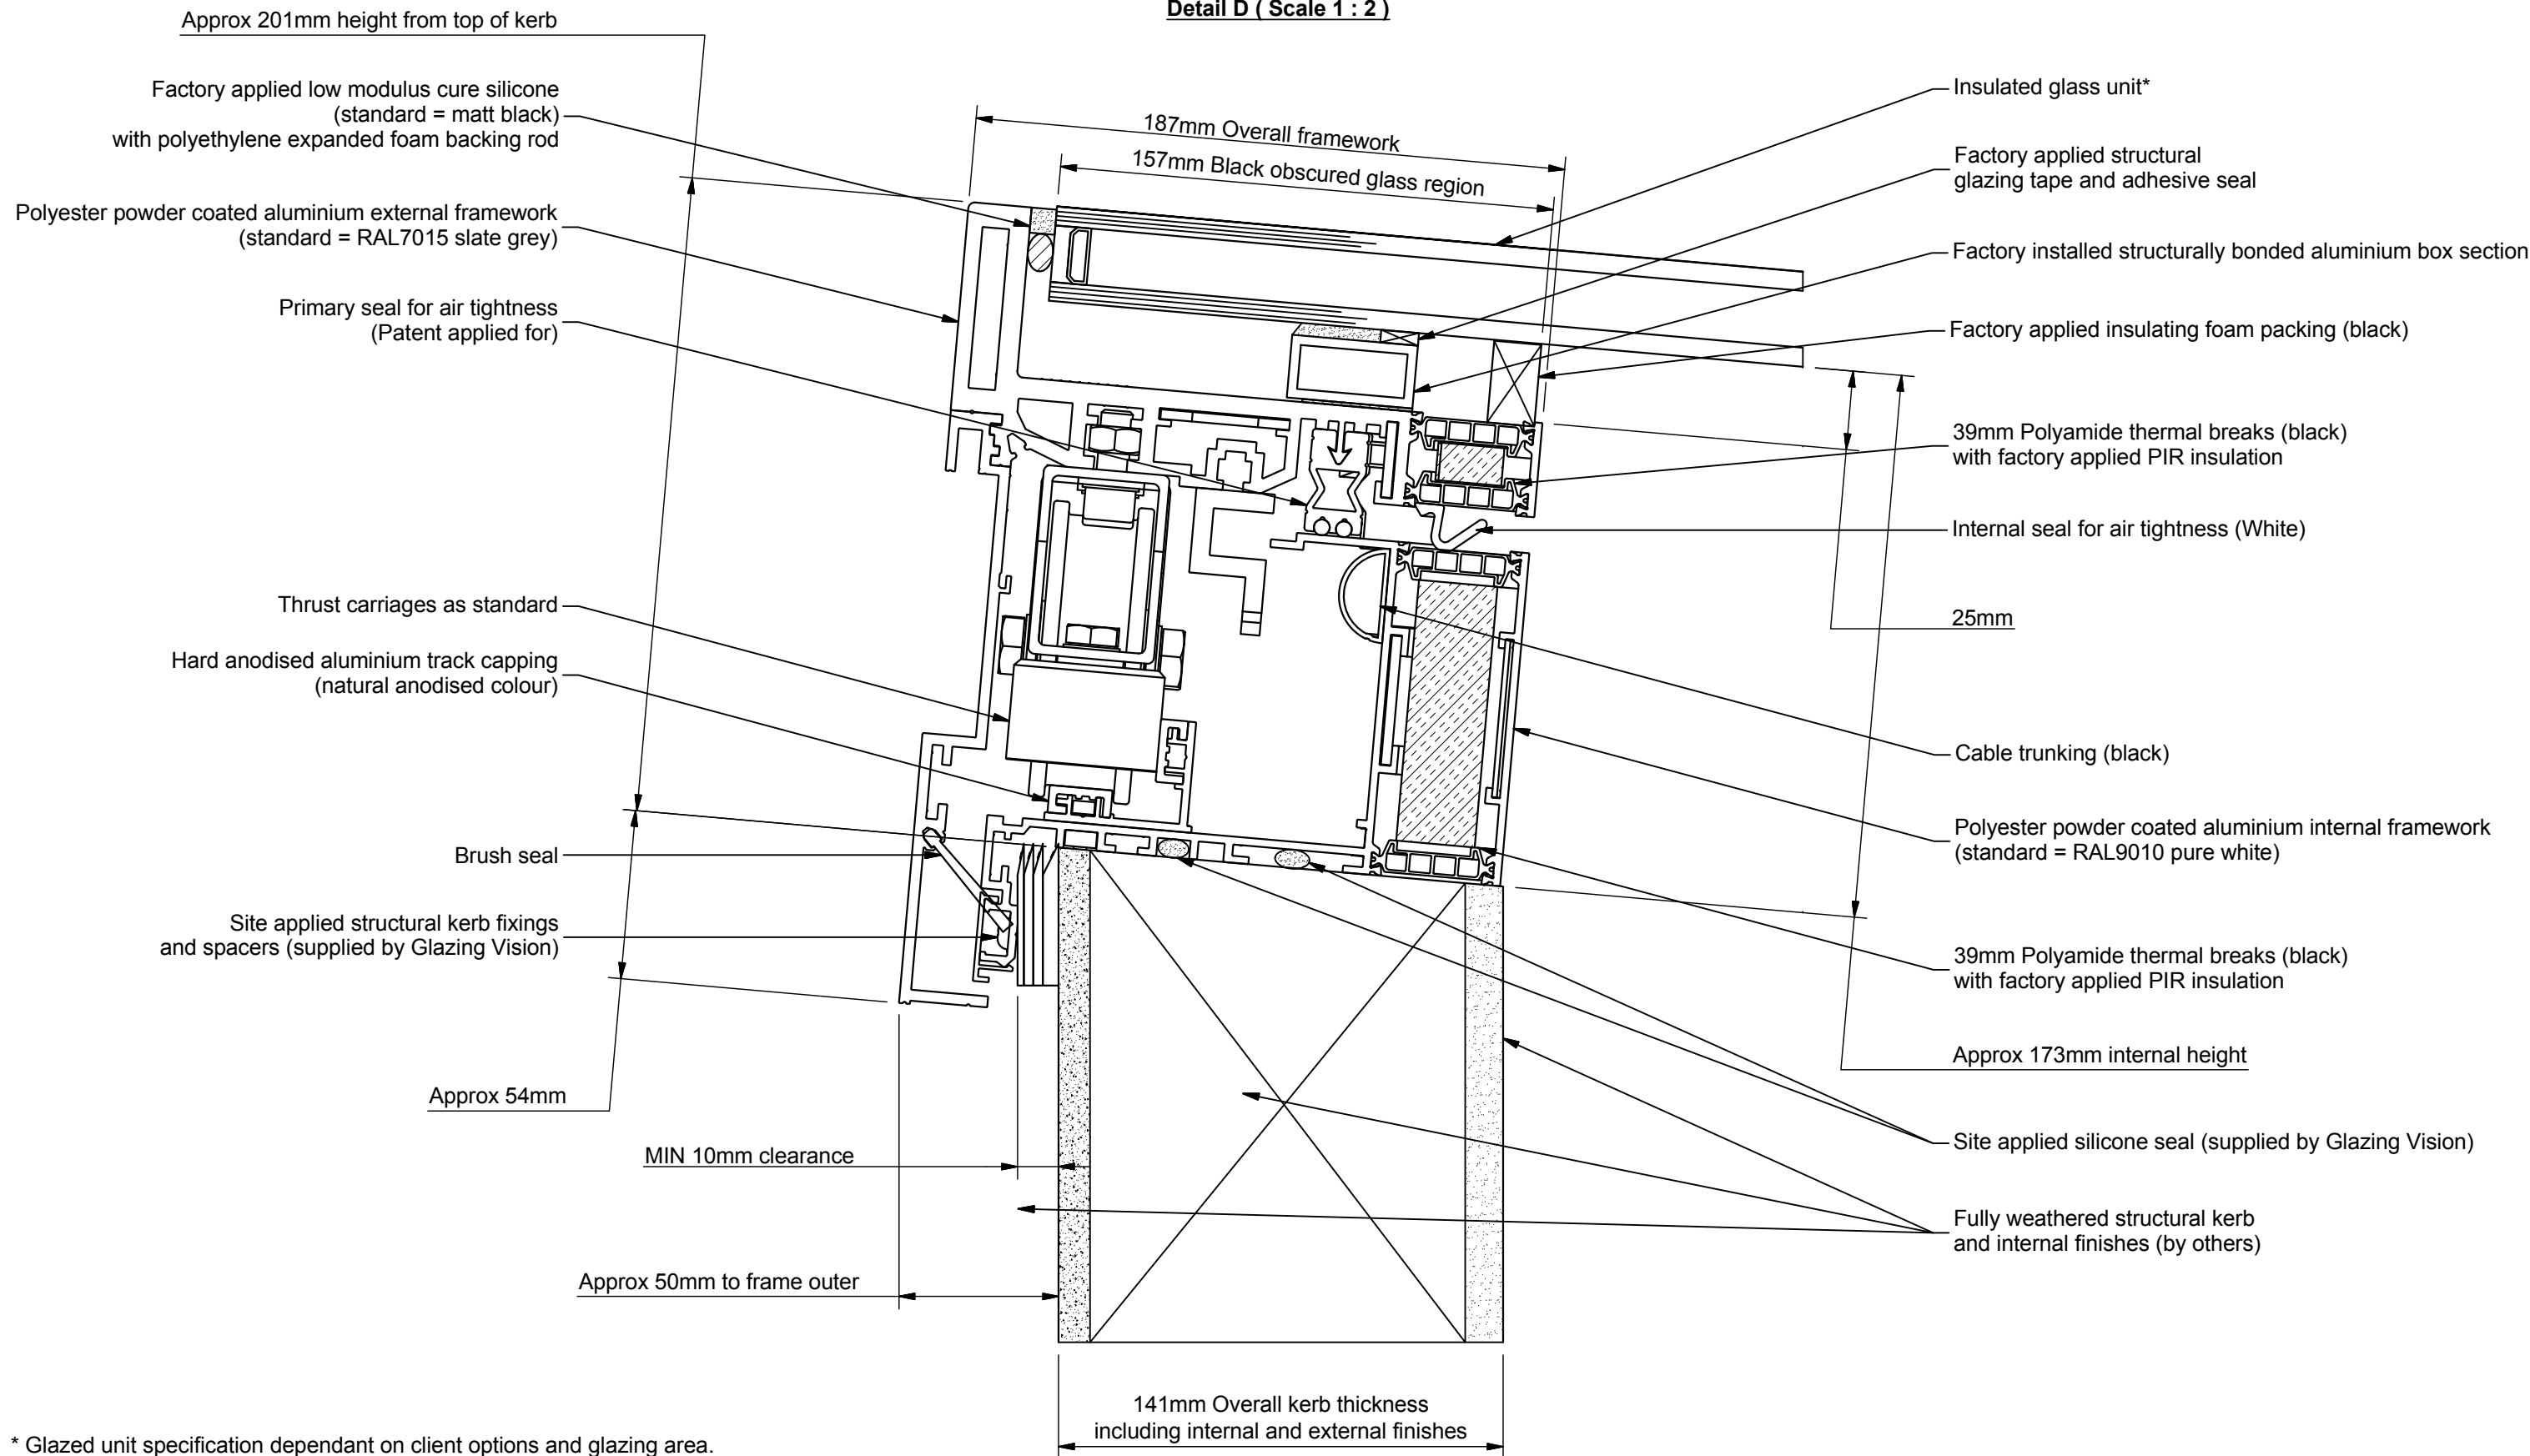 Detail D ( Scale 1 : 2 )
Approx 201mm height from top of kerb
Factory applied low modulus cure silicone
(standard = matt black)
with polyethylene expanded foam backing rod
Polyester powder coated aluminium external framework
(standard = RAL7015 slate grey)
Primary seal for air tightness
(Patent applied for)
Thrust carriages as standard
Hard anodised aluminium track capping
(natural anodised colour)
Brush seal
Site applied structural kerb fixings
and spacers (supplied by Glazing Vision)
Approx 54mm
MIN 10mm clearance
Approx 50mm to frame outer
187mm Overall framework
157mm Black obscured glass region
Insulated glass unit*
Factory applied structural
glazing tape and adhesive seal
Factory installed structurally bonded aluminium box section
Factory applied insulating foam packing (black)
39mm Polyamide thermal breaks (black)
with factory applied PIR insulation
Internal seal for air tightness (White)
25mm
Cable trunking (black)
Polyester powder coated aluminium internal framework
(standard = RAL9010 pure white)
39mm Polyamide thermal breaks (black)
with factory applied PIR insulation
Approx 173mm internal height
Site applied silicone seal (supplied by Glazing Vision)
Fully weathered structural kerb
and internal finishes (by others)
141mm Overall kerb thickness
including internal and external finishes
* Glazed unit specification dependant on client options and glazing area.